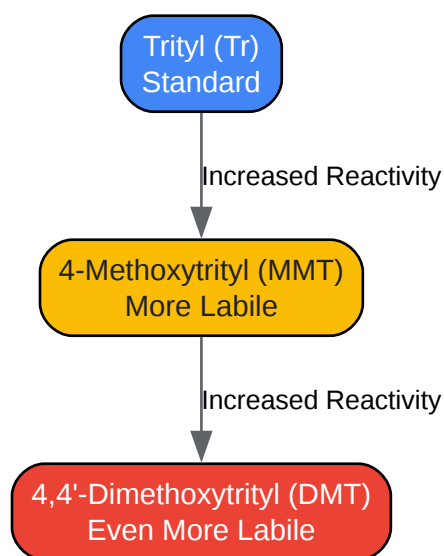 Trityl (Tr)
Standard
Increased Reactivity
4-Methoxytrityl (MMT)
More Labile
Increased Reactivity
4,4'-Dimethoxytrityl (DMT)
Even More Labile